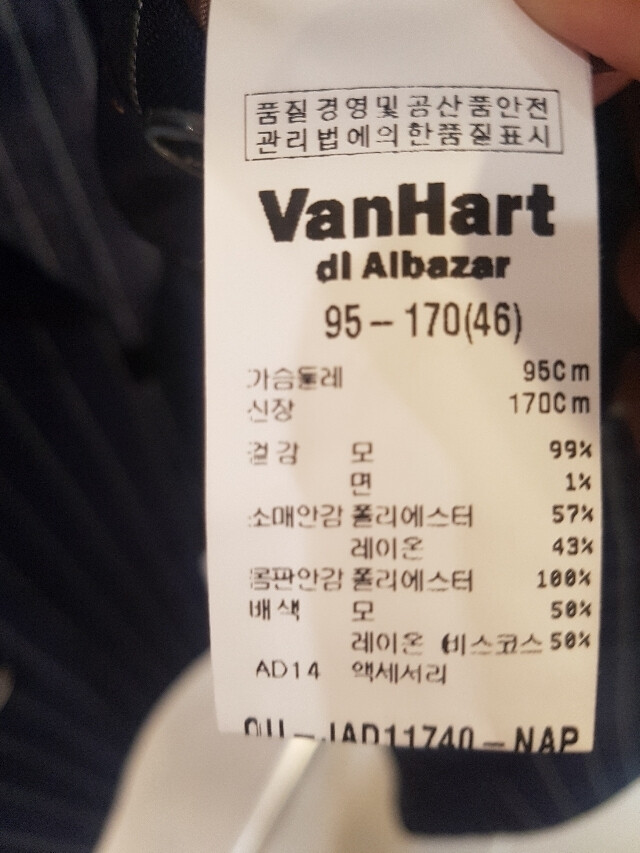 품질경영및공산품안전
관리법에의한품질표시
VanHart
dI Albazar
95-170(46)
가슴둘레 95Cm
신장 170Cm
겉감 모 99%
면 1%
소매안감 폴리에스터 57%
레이온 43%
몸판안감 폴리에스터 100%
배색 모 50%
레이온 (비스코스 50%
AD14 액세서리
JAD11740-NAP